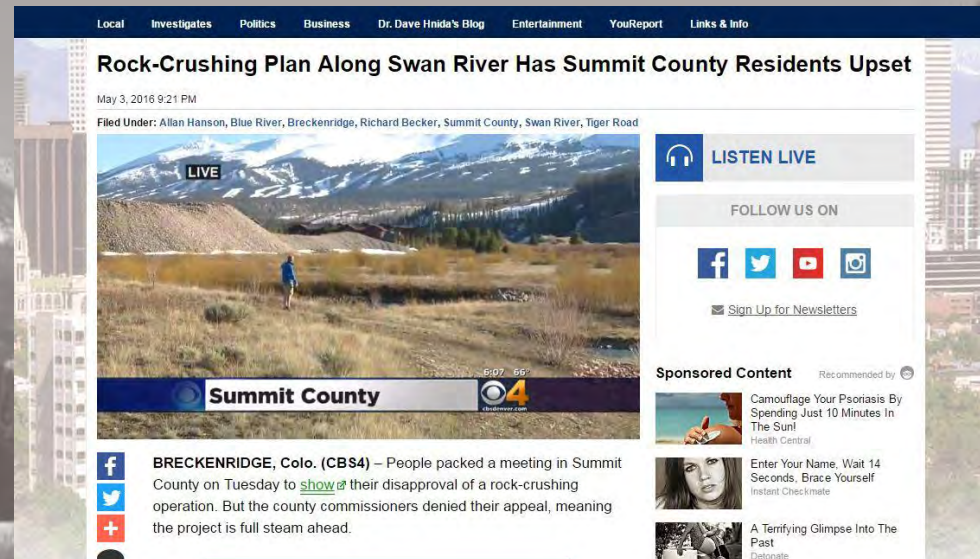 Local Investigates Politics Business Dr. Dave Hnida's Blog Entertainment YouReport Links & Info
Rock-Crushing Plan Along Swan River Has Summit County Residents Upset
May 3, 2016 9:21 PM
Filed Under: Allan Hanson, Blue River, Breckenridge, Richard Becker, Summit County, Swan River, Tiger Road
LIVE
6:07 66°
Summit County
4
cbsdenver.com
BRECKENRIDGE, Colo. (CBS4) – People packed a meeting in Summit
County on Tuesday to show their disapproval of a rock-crushing
operation. But the county commissioners denied their appeal, meaning
the project is full steam ahead.
LISTEN LIVE
FOLLOW US ON
Sign Up for Newsletters
Sponsored Content Recommended by
Camouflage Your Psoriasis By
Spending Just 10 Minutes In
The Sun!
Health Central
Enter Your Name, Wait 14
Seconds, Brace Yourself
Instant Checkmate
A Terrifying Glimpse Into The
Past
Detonate